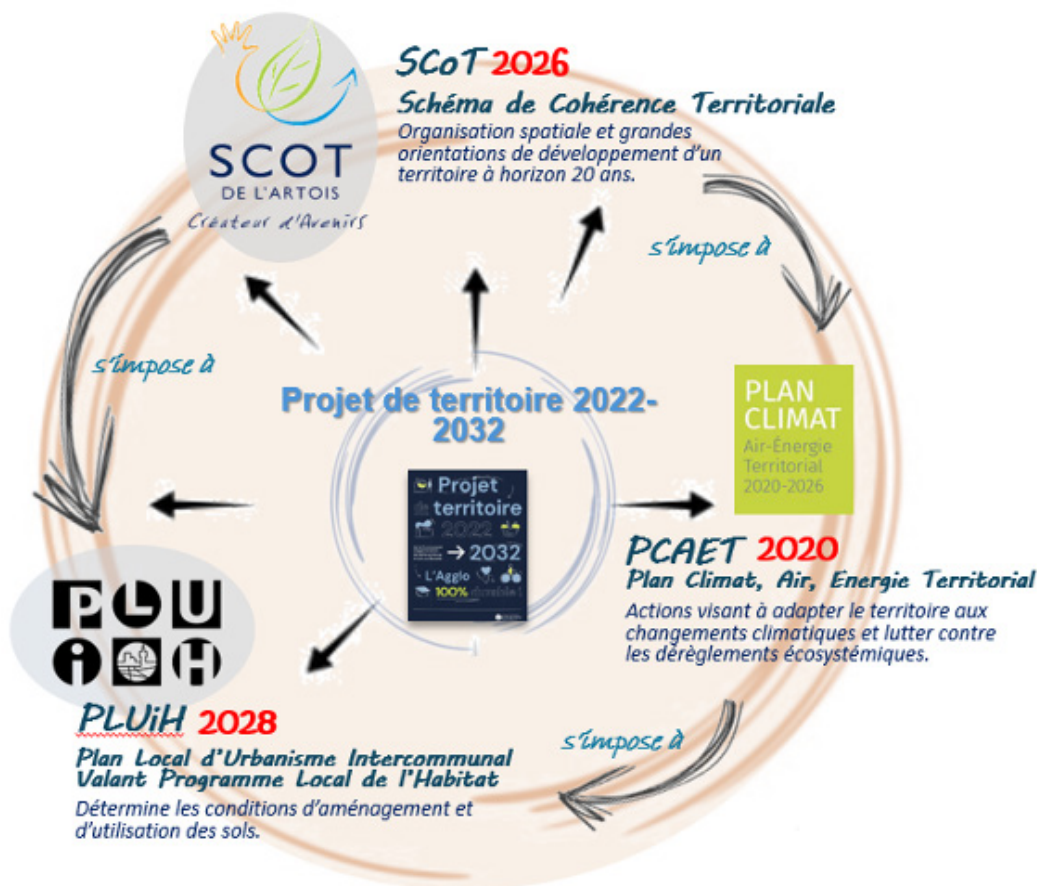 SCoT 2026
Schéma de Cohérence Territoriale
Organisation spatiale et grandes
orientations de développement d'un
territoire à horizon 20 ans.
SCOT
DE L'ARTOIS
Créateur d'Avenirs
s'impose à
s'impose à
Projet de territoire 2022-
2032
PLAN
CLIMAT
Air-Énergie
Territorial
2020-2026
Projet
territoire
2022
→ 2032
L'Agglo
100% durable !
PCAET 2020
Plan Climat, Air, Energie Territorial
Actions visant à adapter le territoire aux
changements climatiques et lutter contre
les dérèglements écosystémiques.
PLU
iH
PLUiH 2028
Plan Local d'Urbanisme Intercommunal
Valant Programme Local de l'Habitat
Détermine les conditions d'aménagement et
d'utilisation des sols.
s'impose à